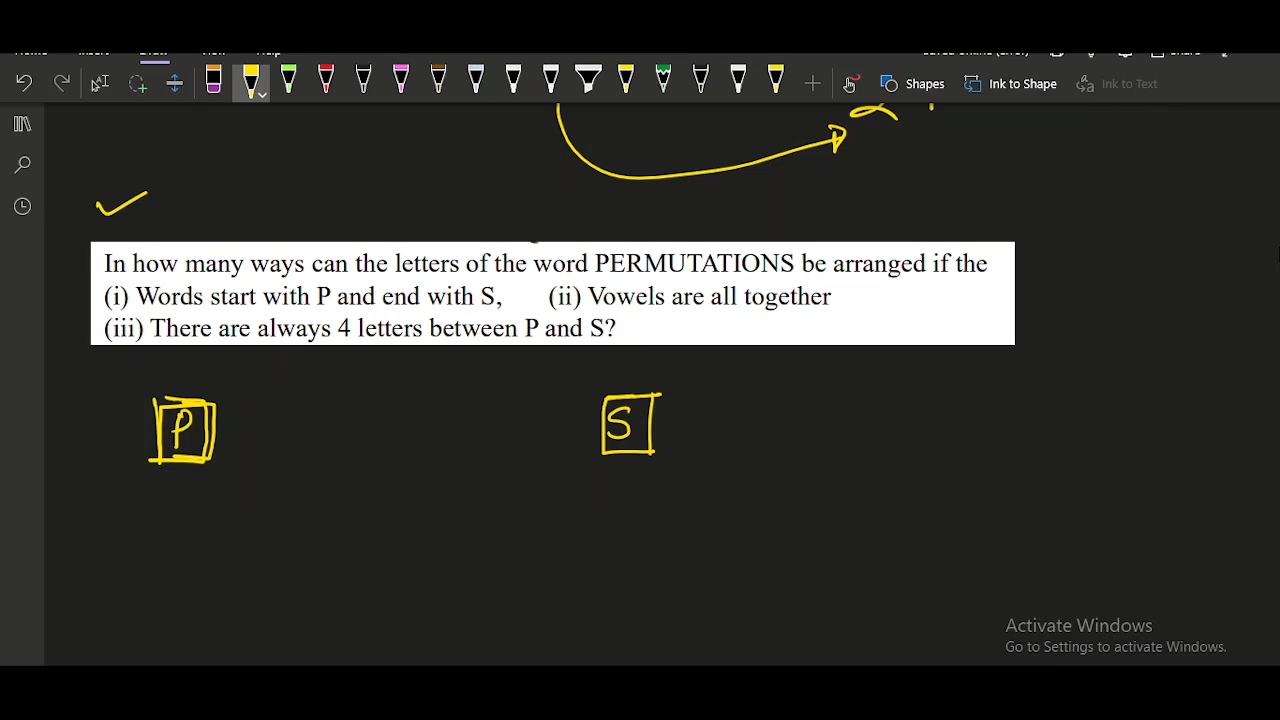 Ink to Shape
Shapes
Ink to Text
In how many ways can the letters of the word PERMUTATIONS be arranged if the
(i) Words start with P and end with S, (ii) Vowels are all together
(iii) There are always 4 letters between P and S?
P S
Activate Windows
Go to Settings to activate Windows.